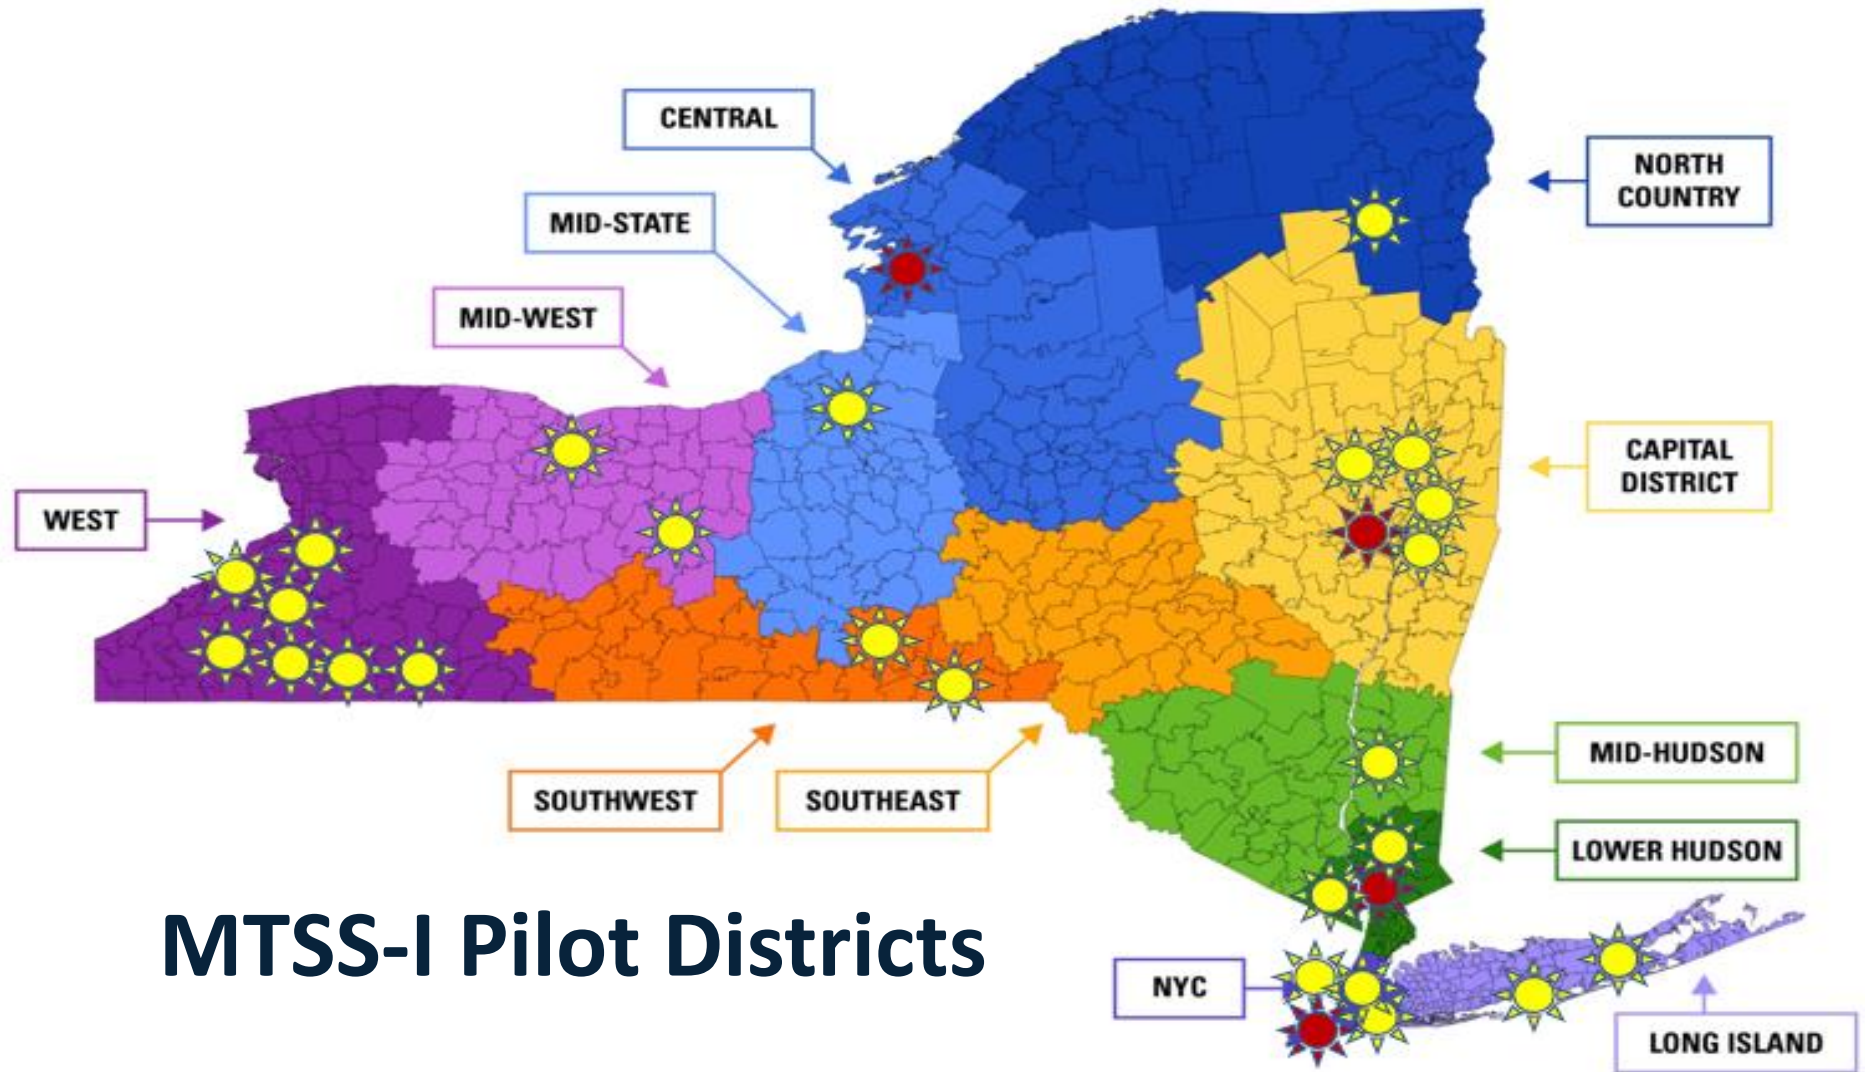 CENTRAL
MID-STATE
MID-WEST
WEST
NORTH
COUNTRY
CAPITAL
DISTRICT
SOUTHWEST
SOUTHEAST
MID-HUDSON
LOWER HUDSON
MTSS-I Pilot Districts
NYC
LONG ISLAND